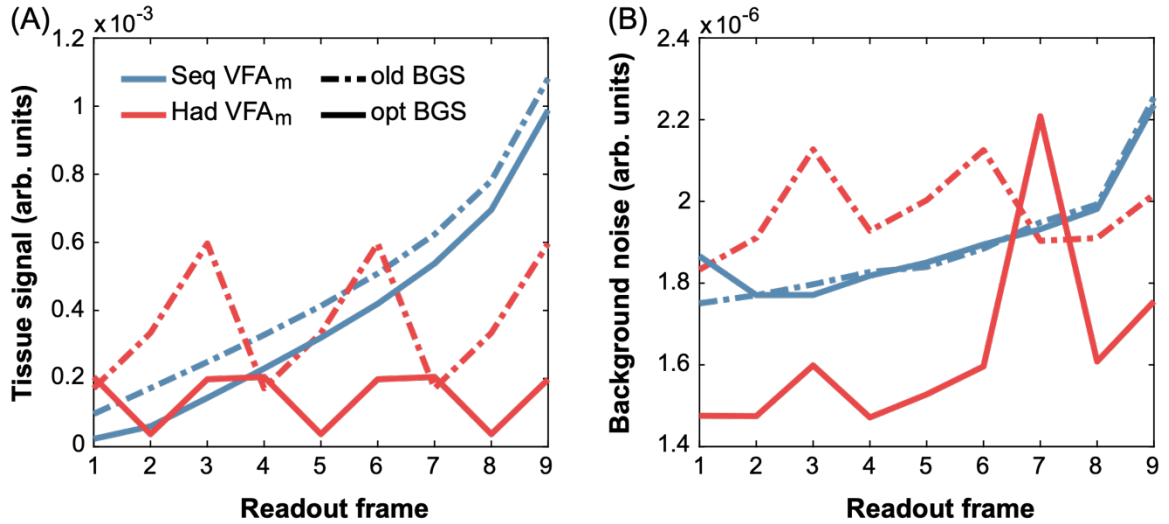 (A)
×10⁻³
Tissue signal (arb. units)
1.2
1
0.8
0.6
0.4
0.2
0
Seq VFAₘ
old BGS
Had VFAₘ
opt BGS
1 2 3 4 5 6 7 8 9
Readout frame
(B)
×10⁻⁶
Background noise (arb. units)
2.4
2.2
2
1.8
1.6
1.4
1 2 3 4 5 6 7 8 9
Readout frame